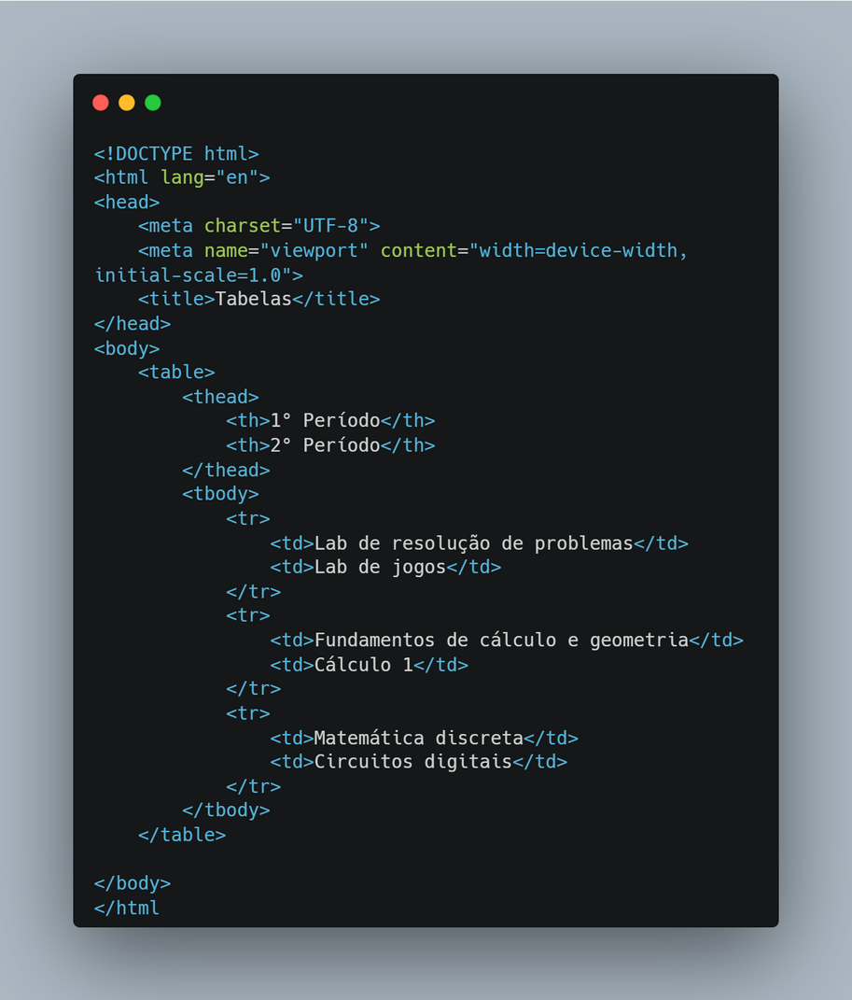 <!DOCTYPE html>
<html lang="en">
<head>
    <meta charset="UTF-8">
    <meta name="viewport" content="width=device-width,
initial-scale=1.0">
    <title>Tabelas</title>
</head>
<body>
    <table>
        <thead>
            <th>1° Período</th>
            <th>2° Período</th>
        </thead>
        <tbody>
            <tr>
                <td>Lab de resolução de problemas</td>
                <td>Lab de jogos</td>
            </tr>
            <tr>
                <td>Fundamentos de cálculo e geometria</td>
                <td>Cálculo 1</td>
            </tr>
            <tr>
                <td>Matemática discreta</td>
                <td>Circuitos digitais</td>
            </tr>
        </tbody>
    </table>

</body>
</html